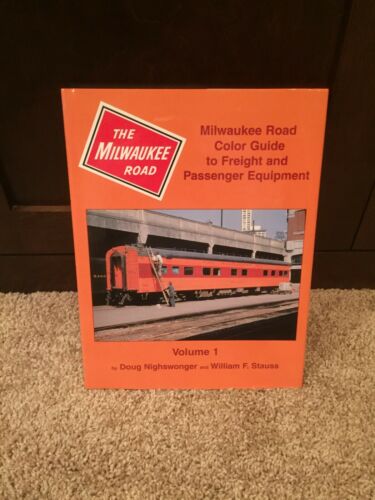 THE
MILWAUKEE
ROAD
Milwaukee Road
Color Guide
to Freight and
Passenger Equipment
Volume 1
by Doug Nighswonger and William F. Stauss